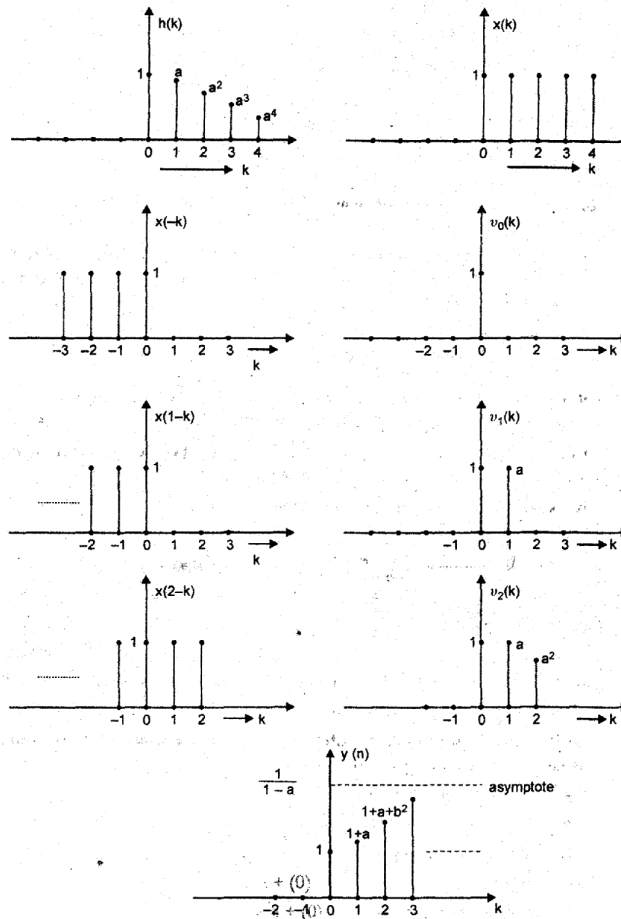 h(k)
x(k)
1
a
a²
a³
a⁴
1
0 1 2 3 4
k
0 1 2 3 4
k
x(–k)
v₀(k)
1
1
–3 –2 –1 0 1 2 3
k
–2 –1 0 1 2 3 k
x(1–k)
v₁(k)
1
1
a
–2 –1 0 1 2 3
k
–2 –1 0 1 2 3 k
x(2–k)
v₂(k)
1
1
a
a²
–1 0 1 2 k
–1 0 1 2 k
y (n)
1/(1 – a)
asymptote
1+a+b²
1+a
1
+ (0)
–2 –1 0 1 2 3 k